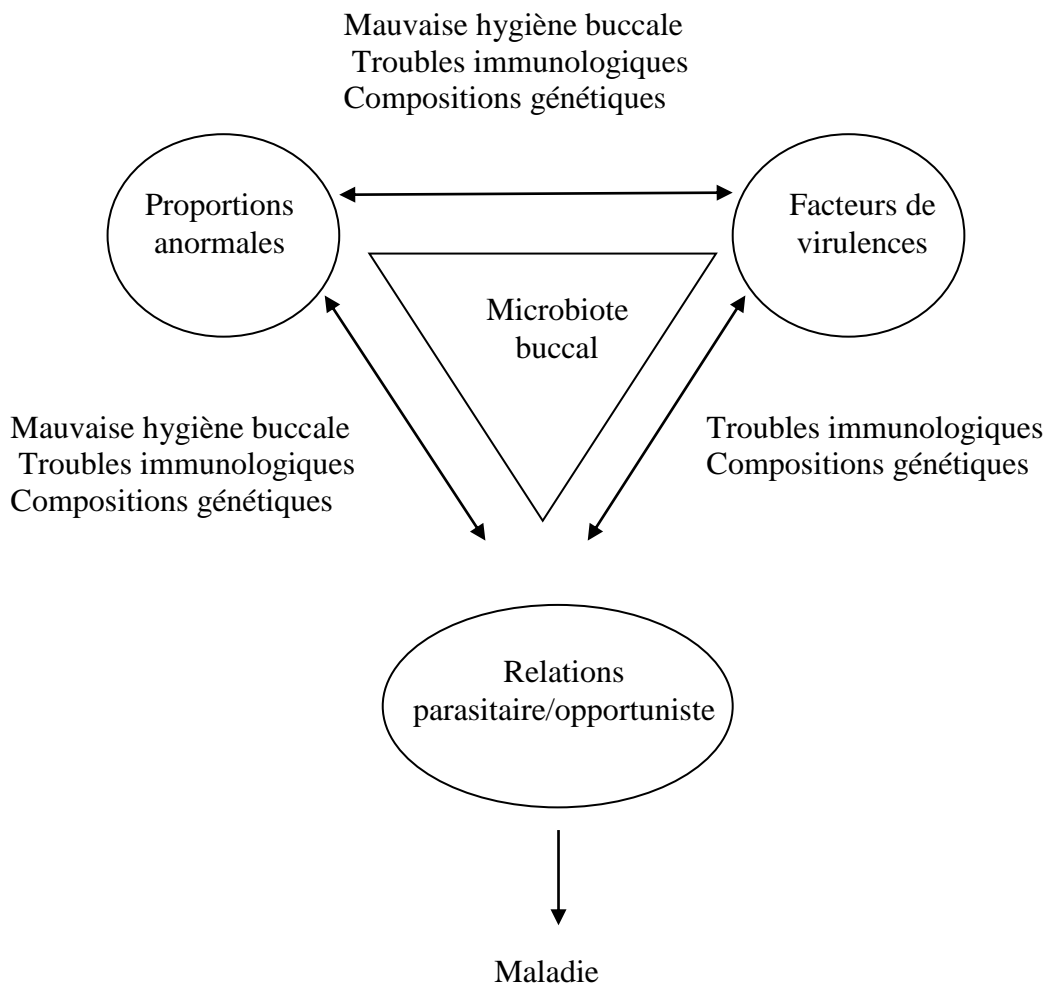 Mauvaise hygiène buccale
Troubles immunologiques
Compositions génétiques
Proportions
anormales
Facteurs de
virulences
Microbiote
buccal
Mauvaise hygiène buccale
Troubles immunologiques
Compositions génétiques
Troubles immunologiques
Compositions génétiques
Relations
parasitaire/opportuniste
Maladie